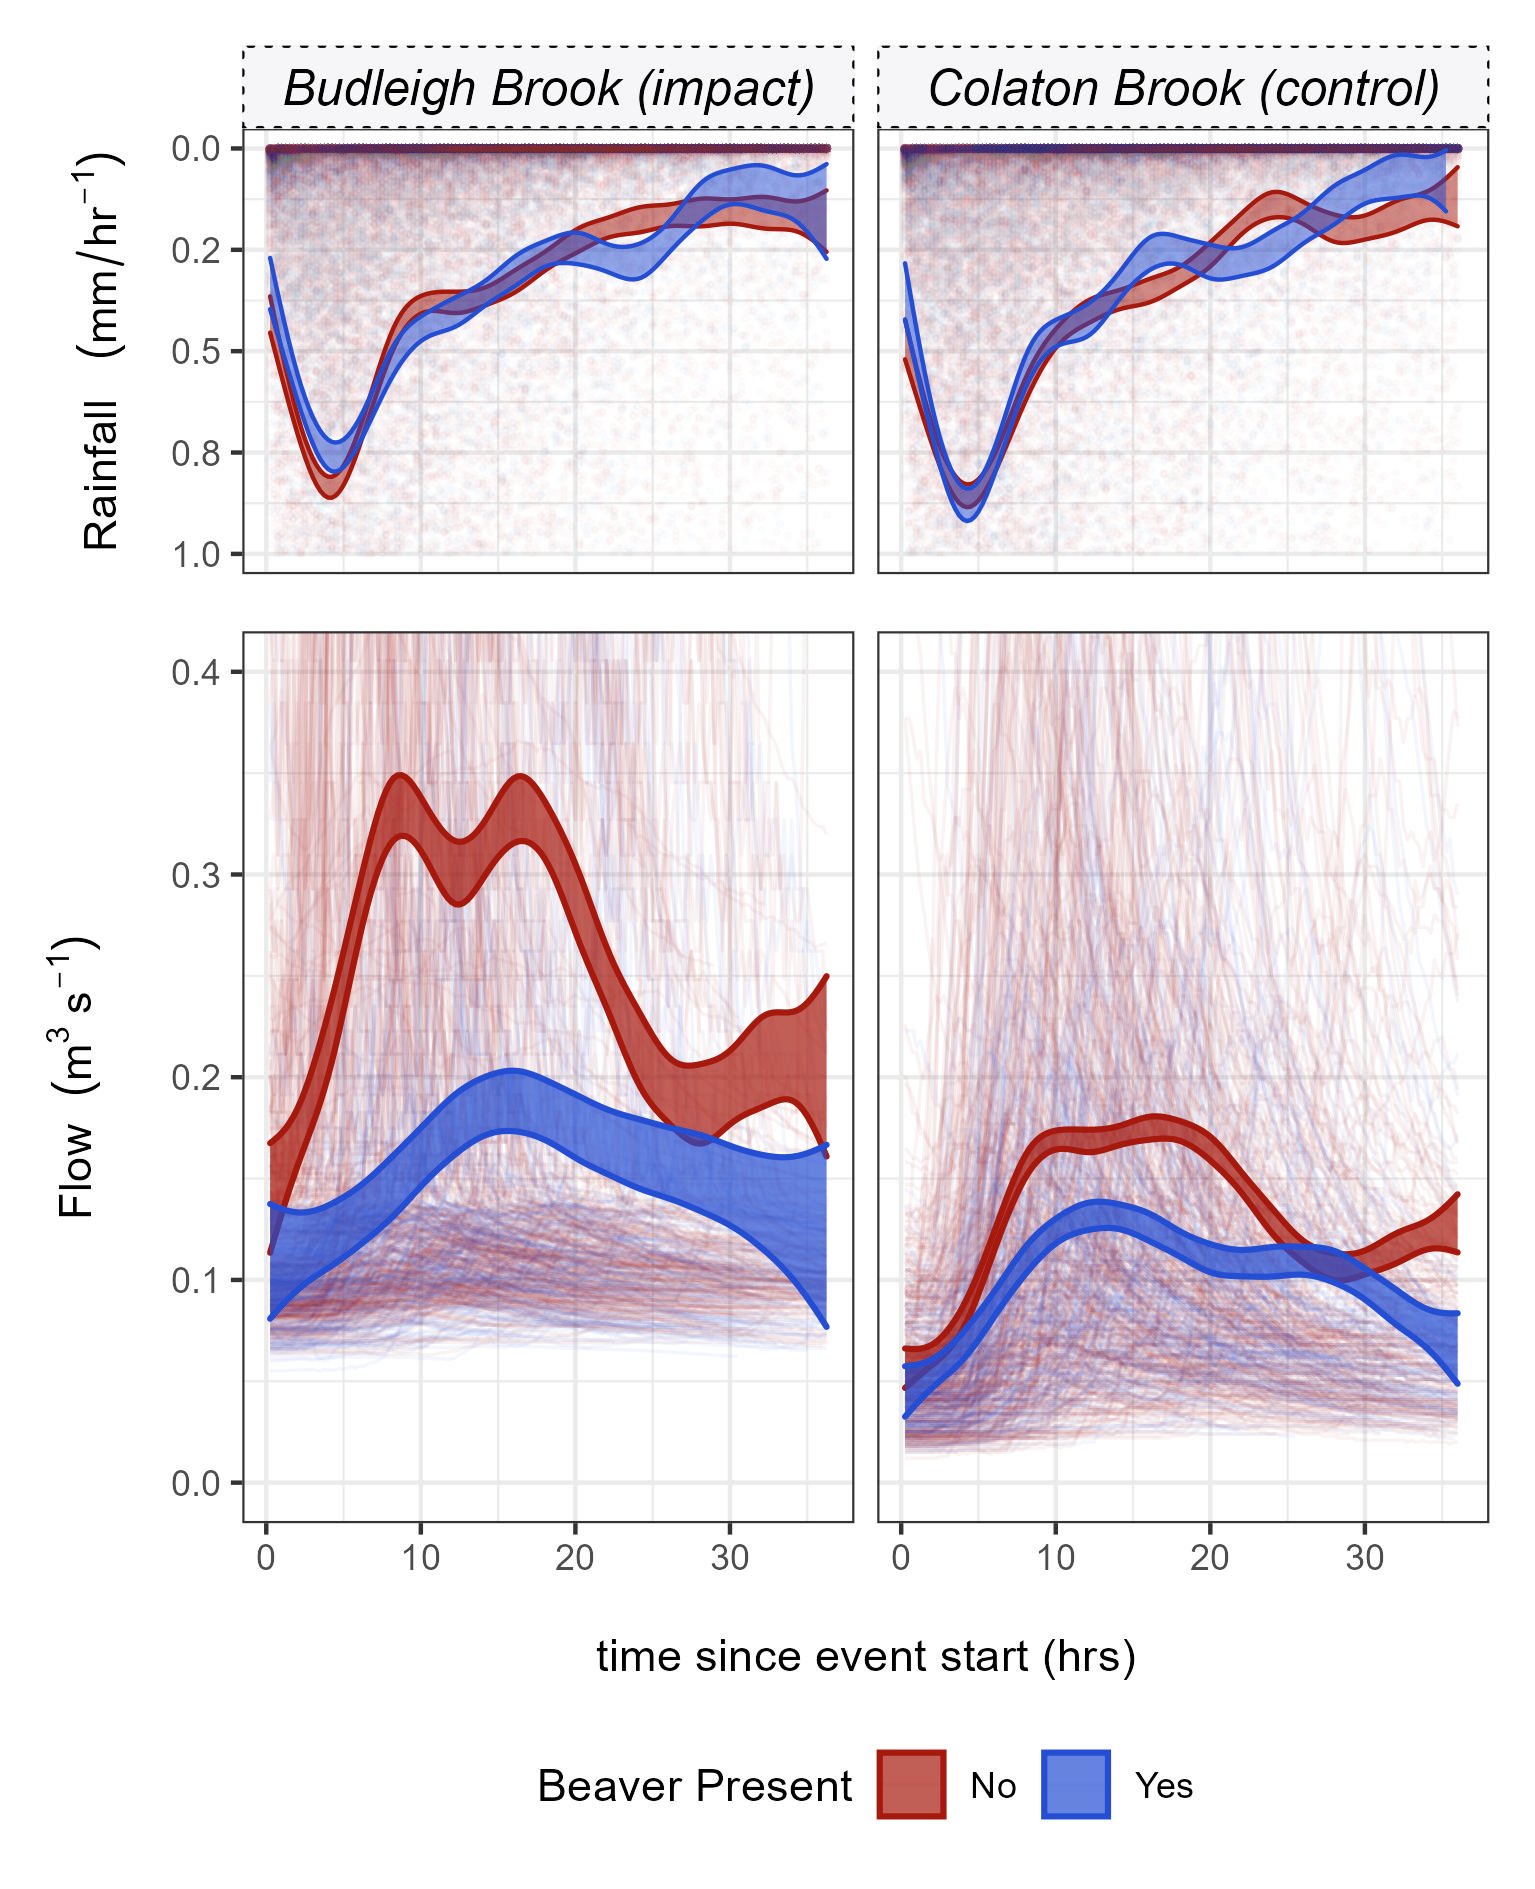 Budleigh Brook (impact)
Colaton Brook (control)
Rainfall (mm/hr⁻¹)
0.0
0.2
0.5
0.8
1.0
Flow (m³ s⁻¹)
0.4
0.3
0.2
0.1
0.0
0 10 20 30
0 10 20 30
time since event start (hrs)
Beaver Present No Yes